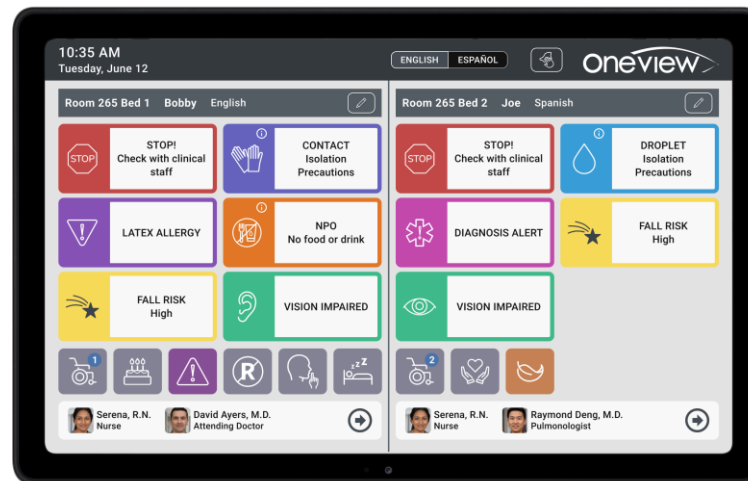 10:35 AM
Tuesday, June 12
ENGLISH ESPAÑOL
oneview
Room 265 Bed 1 Bobby English
STOP
STOP!
Check with clinical
staff
CONTACT
Isolation
Precautions
LATEX ALLERGY
NPO
No food or drink
FALL RISK
High
VISION IMPAIRED
1
R
zzZ
Serena, R.N.
Nurse
David Ayers, M.D.
Attending Doctor
Room 265 Bed 2 Joe Spanish
STOP
STOP!
Check with clinical
staff
DROPLET
Isolation
Precautions
DIAGNOSIS ALERT
FALL RISK
High
VISION IMPAIRED
2
Serena, R.N.
Nurse
Raymond Deng, M.D.
Pulmonologist